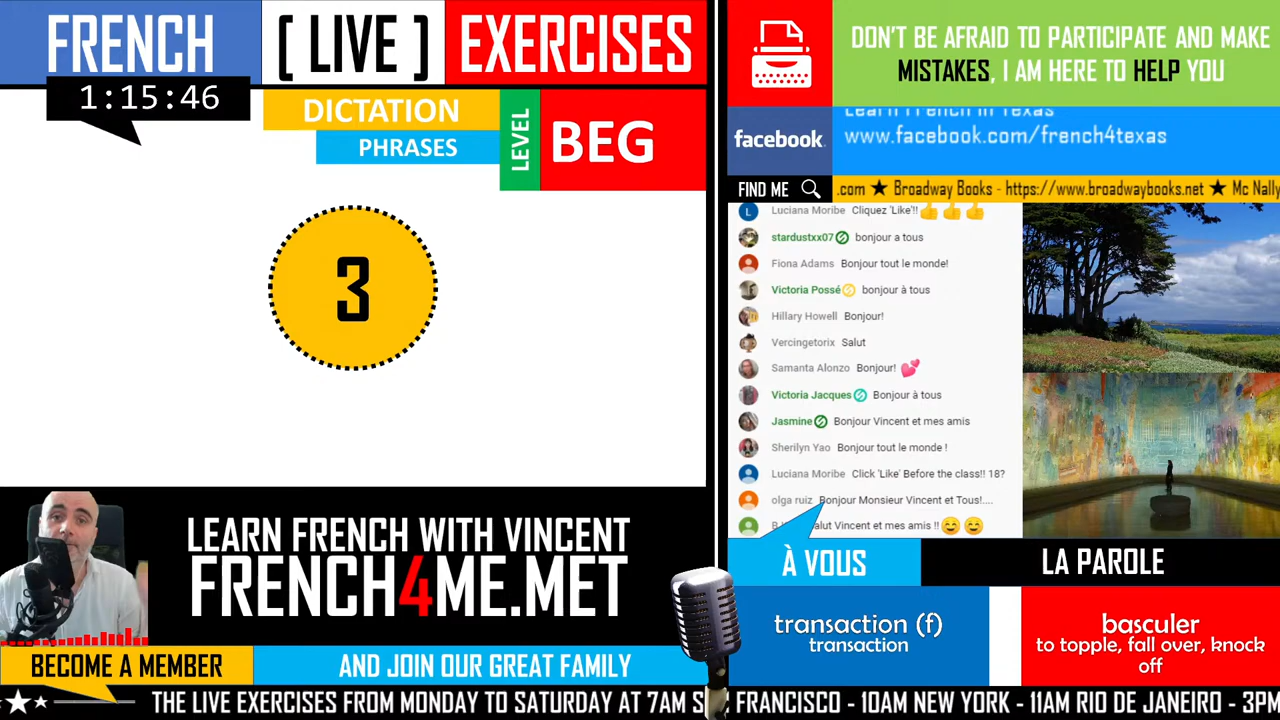 FRENCH
[ LIVE ]
EXERCISES
1:15:46
DICTATION
PHRASES
LEVEL
BEG
3
LEARN FRENCH WITH VINCENT
FRENCH4ME.MET
BECOME A MEMBER
AND JOIN OUR GREAT FAMILY
DON'T BE AFRAID TO PARTICIPATE AND MAKE
MISTAKES, I AM HERE TO HELP YOU
facebook
Learn French in Texas
www.facebook.com/french4texas
FIND ME
.com ★ Broadway Books - https://www.broadwaybooks.net ★ Mc Nally
L Luciana Moribe Cliquez 'Like'!! 👍👍👍
stardustxx07 bonjour a tous
Fiona Adams Bonjour tout le monde!
Victoria Possé bonjour à tous
Hillary Howell Bonjour!
Vercingetorix Salut
Samanta Alonzo Bonjour! 💕
Victoria Jacques Bonjour à tous
Jasmine Bonjour Vincent et mes amis
Sherilyn Yao Bonjour tout le monde !
L Luciana Moribe Click 'Like' Before the class!! 18?
olga ruiz Bonjour Monsieur Vincent et Tous!....
Salut Vincent et mes amis !! 😊😊
À VOUS
LA PAROLE
transaction (f)
transaction
basculer
to topple, fall over, knock
off
THE LIVE EXERCISES FROM MONDAY TO SATURDAY AT 7AM S FRANCISCO - 10AM NEW YORK - 11AM RIO DE JANEIRO - 3PM